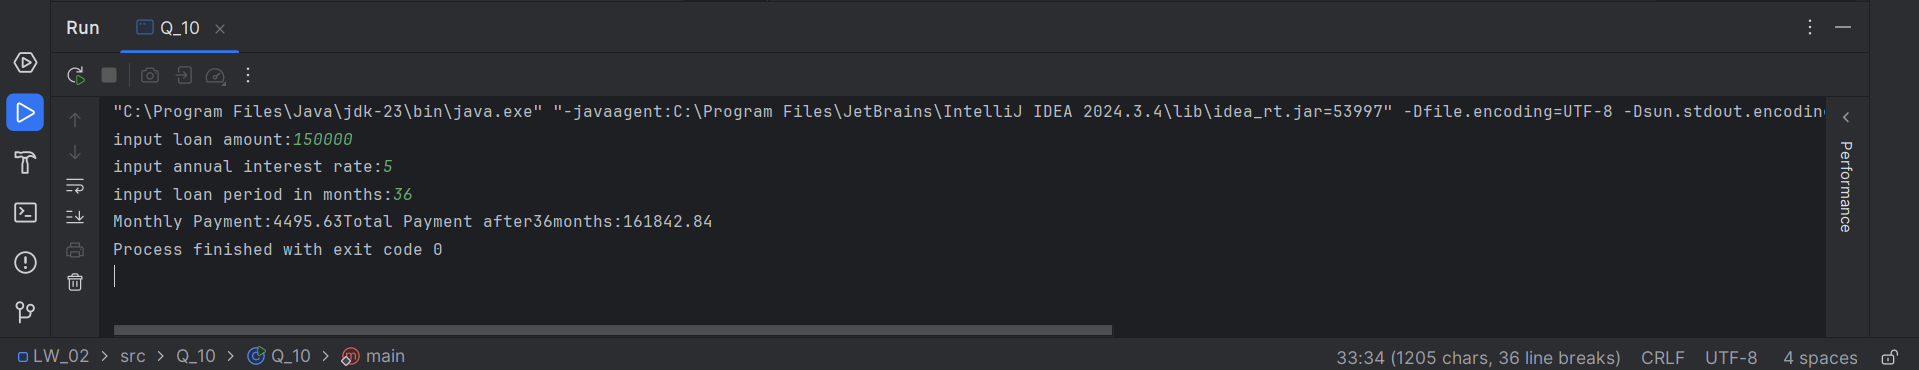 Run
Q_10
"C:\Program Files\Java\jdk-23\bin\java.exe" "-javaagent:C:\Program Files\JetBrains\IntelliJ IDEA 2024.3.4\lib\idea_rt.jar=53997" -Dfile.encoding=UTF-8 -Dsun.stdout.encoding
input loan amount:150000
input annual interest rate:5
input loan period in months:36
Monthly Payment:4495.63Total Payment after36months:161842.84
Process finished with exit code 0
Performance
LW_02 > src > Q_10 > Q_10 > main
33:34 (1205 chars, 36 line breaks) CRLF UTF-8 4 spaces